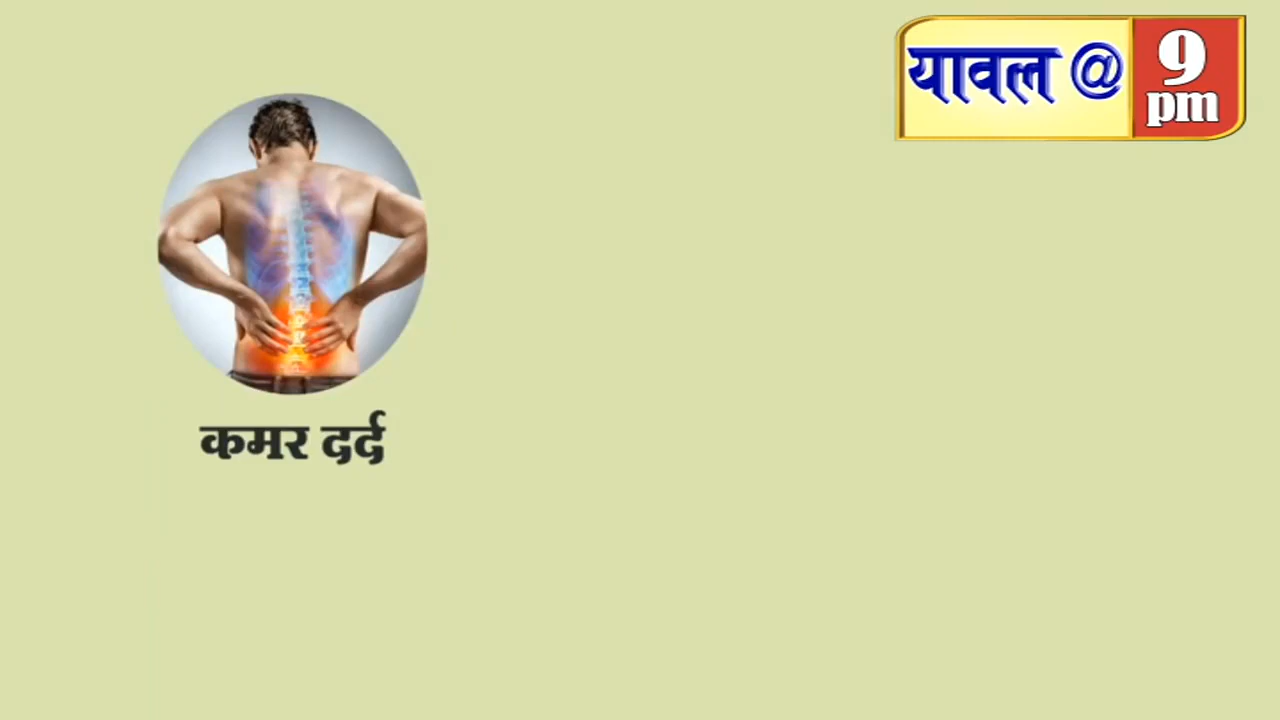 यावल @
9
pm
कमर दर्द